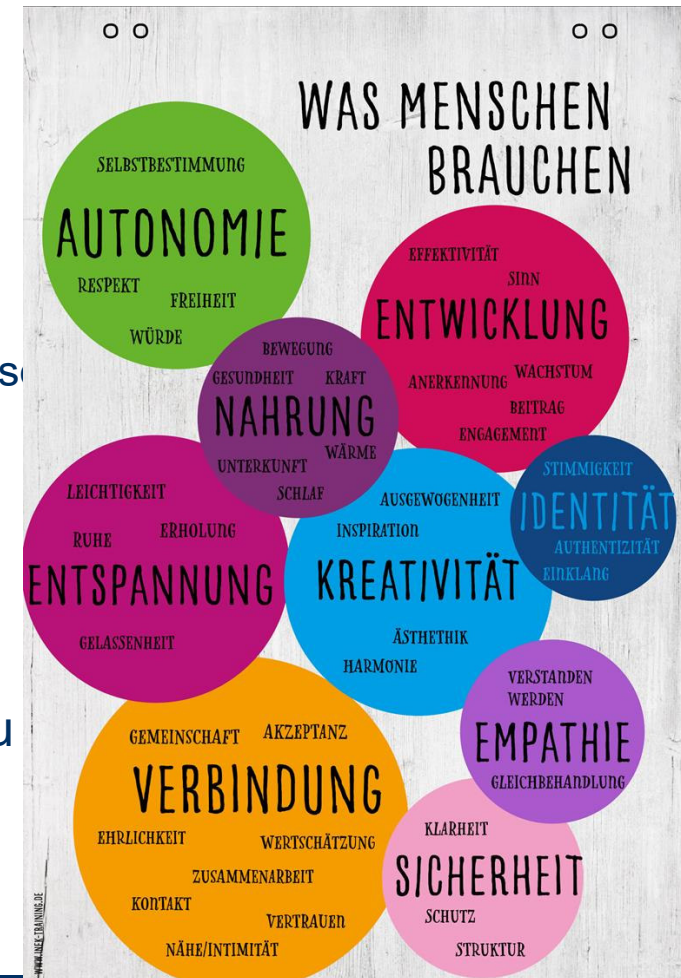 WAS MENSCHEN
BRAUCHEN
SELBSTBESTIMMUNG
AUTONOMIE
RESPEKT
FREIHEIT
WÜRDE
EFFEKTIVITÄT
SINN
ENTWICKLUNG
ANERKENNUNG
WACHSTUM
BEITRAG
ENGAGEMENT
BEWEGUNG
GESUNDHEIT
KRAFT
NAHRUNG
UNTERKUNFT
WÄRME
SCHLAF
STIMMIGKEIT
IDENTITÄT
AUTHENTIZITÄT
EINKLANG
LEICHTIGKEIT
RUHE
ERHOLUNG
ENTSPANNUNG
GELASSENHEIT
AUSGEWOGENHEIT
INSPIRATION
KREATIVITÄT
ÄSTHETHIK
HARMONIE
VERSTANDEN
WERDEN
EMPATHIE
GLEICHBEHANDLUNG
GEMEINSCHAFT
AKZEPTANZ
VERBINDUNG
EHRLICHKEIT
WERTSCHÄTZUNG
ZUSAMMENARBEIT
KONTAKT
VERTRAUEN
NÄHE/INTIMITÄT
KLARHEIT
SICHERHEIT
SCHUTZ
STRUKTUR
WWW.INEK-TRAINING.DE